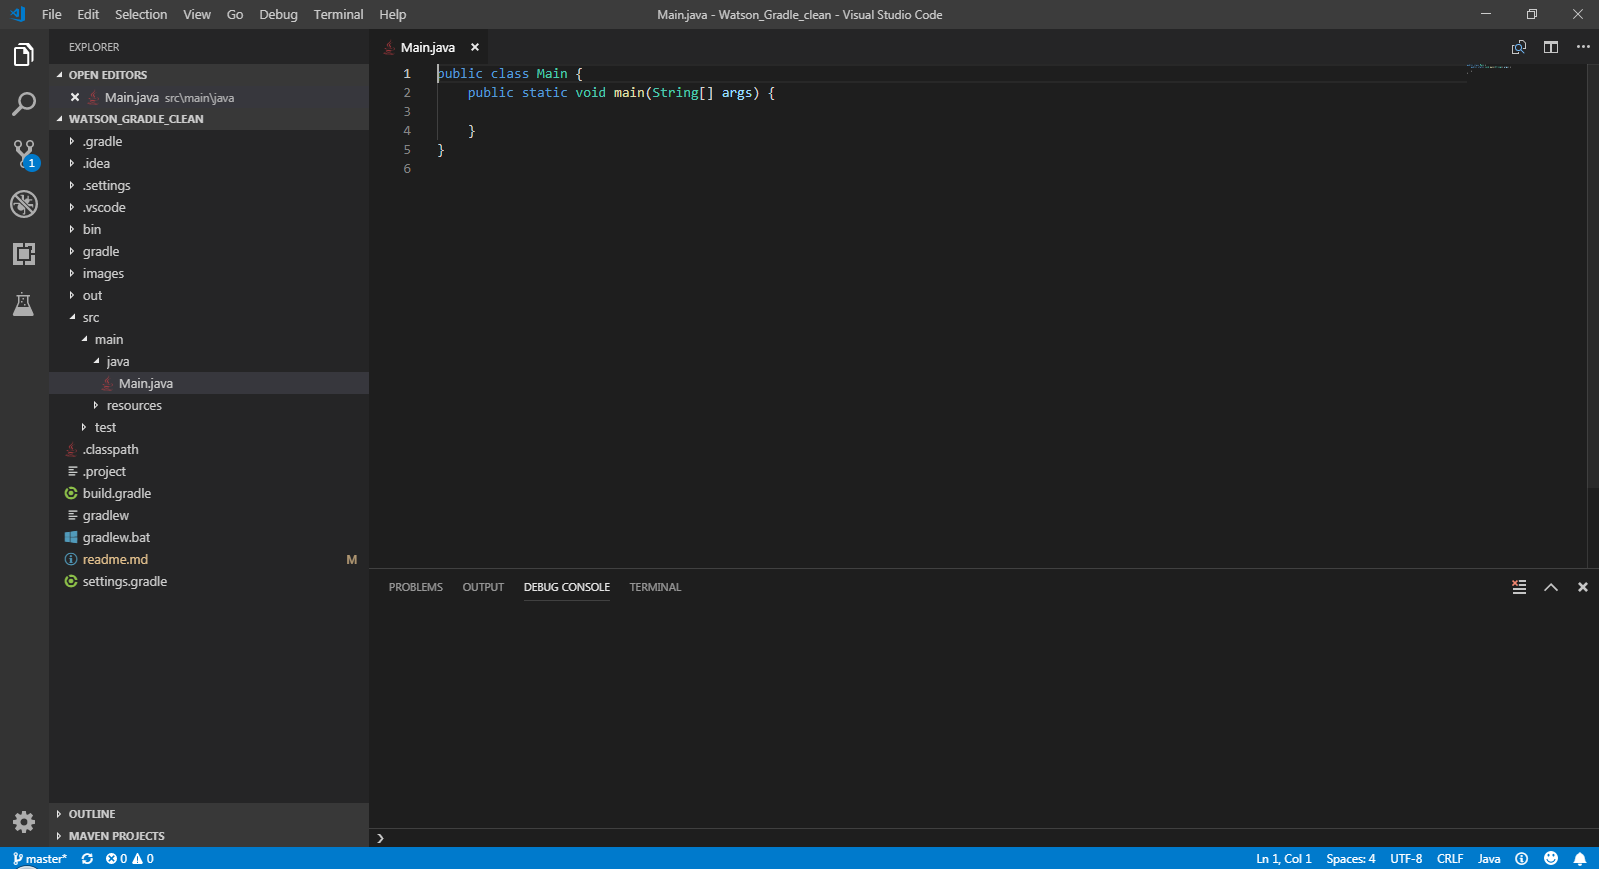 File Edit Selection View Go Debug Terminal Help Main.java - Watson_Gradle_clean - Visual Studio Code
EXPLORER
OPEN EDITORS
Main.java src\main\java
WATSON_GRADLE_CLEAN
.gradle
.idea
.settings
.vscode
bin
gradle
images
out
src
main
java
Main.java
resources
test
.classpath
.project
build.gradle
gradlew
gradlew.bat
readme.md M
settings.gradle
OUTLINE
MAVEN PROJECTS
1
Main.java
1 public class Main {
2 public static void main(String[] args) {
3
4 }
5 }
6
PROBLEMS OUTPUT DEBUG CONSOLE TERMINAL
master* 0 0 Ln 1, Col 1 Spaces: 4 UTF-8 CRLF Java